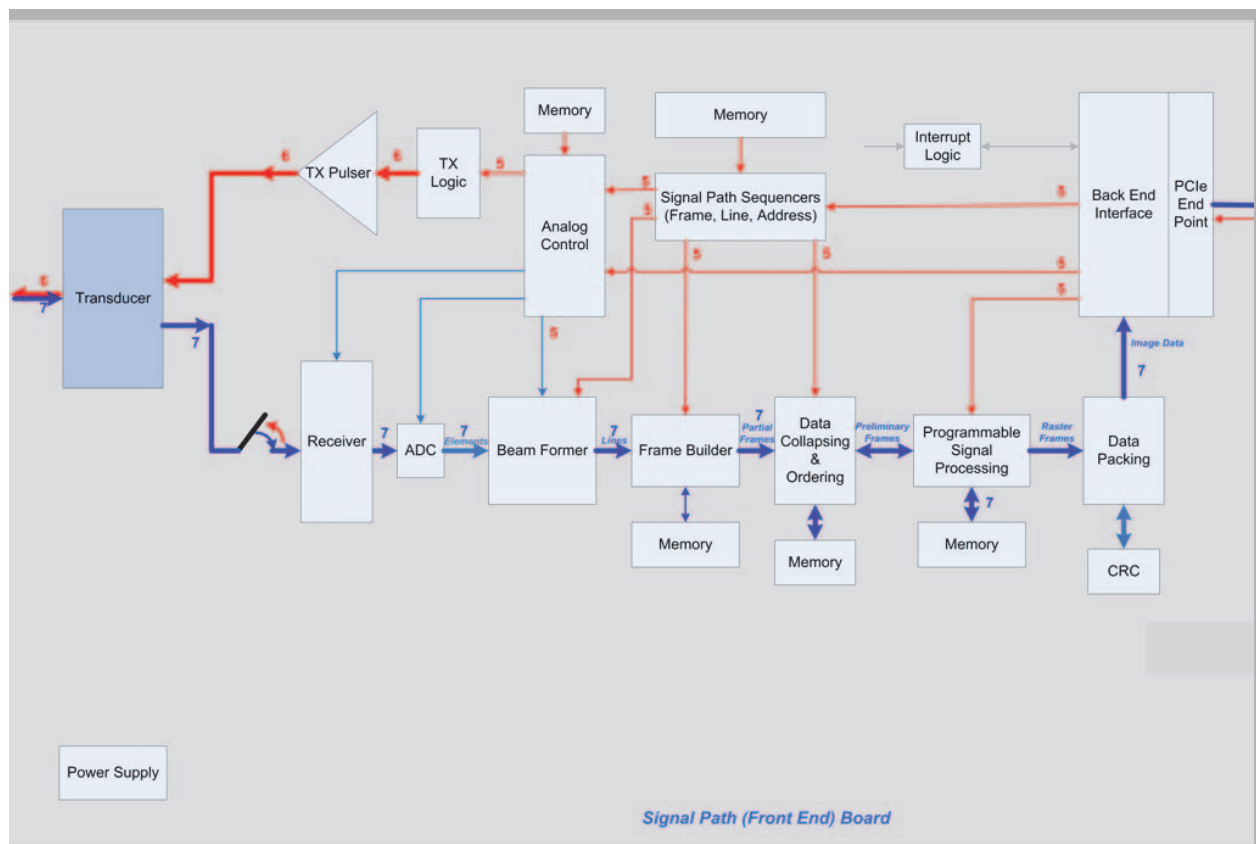 Memory
Memory
Interrupt
Logic
TX Pulser
6
6
TX
Logic
5
Analog
Control
5
5
Signal Path Sequencers
(Frame, Line, Address)
5
Back End
Interface
PCIe
End
Point
5
5
5
5
6
7
Transducer
7
5
Image Data
7
Receiver
7
ADC
7
Elements
Beam Former
7
Lines
Frame Builder
7
Partial
Frames
Data
Collapsing
&
Ordering
Preliminary
Frames
Programmable
Signal
Processing
Raster
Frames
Data
Packing
7
Memory
Memory
Memory
CRC
Power Supply
Signal Path (Front End) Board